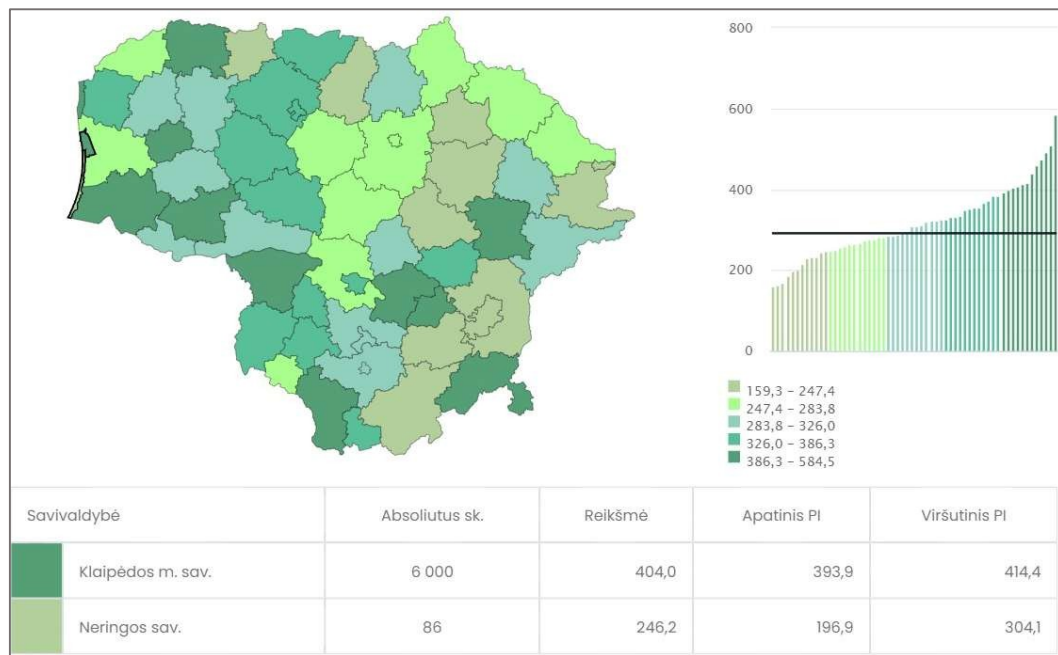 800
600
400
200
0
159,3 – 247,4
247,4 – 283,8
283,8 – 326,0
326,0 – 386,3
386,3 – 584,5
Savivaldybė Absoliutus sk. Reikšmė Apatinis PI Viršutinis PI
Klaipėdos m. sav. 6 000 404,0 393,9 414,4
Neringos sav. 86 246,2 196,9 304,1